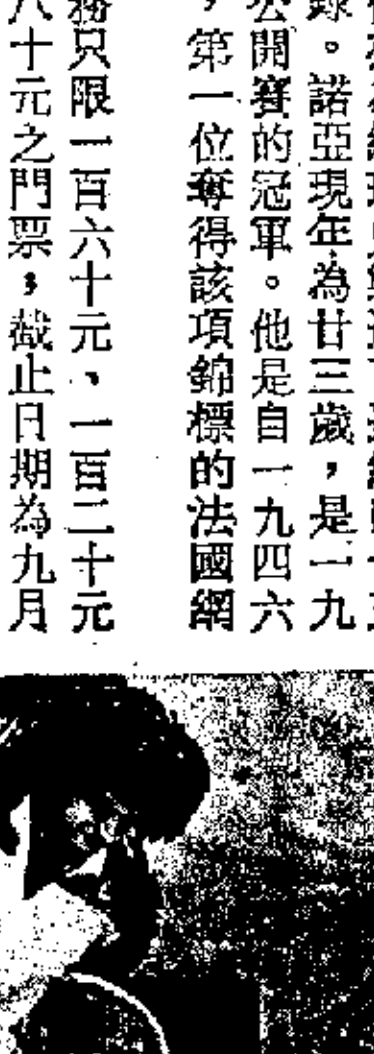 錄。諾亞現年為廿三歲，是一九
公開賽的冠軍。他是自一九四六
，第一位奪得該項錦標的法國網
務只限一百六十元、一百二十元
八十元之門票，截止日期為九月